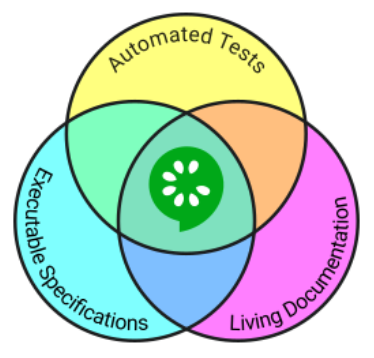 Automated Tests
Executable Specifications
Living Documentation